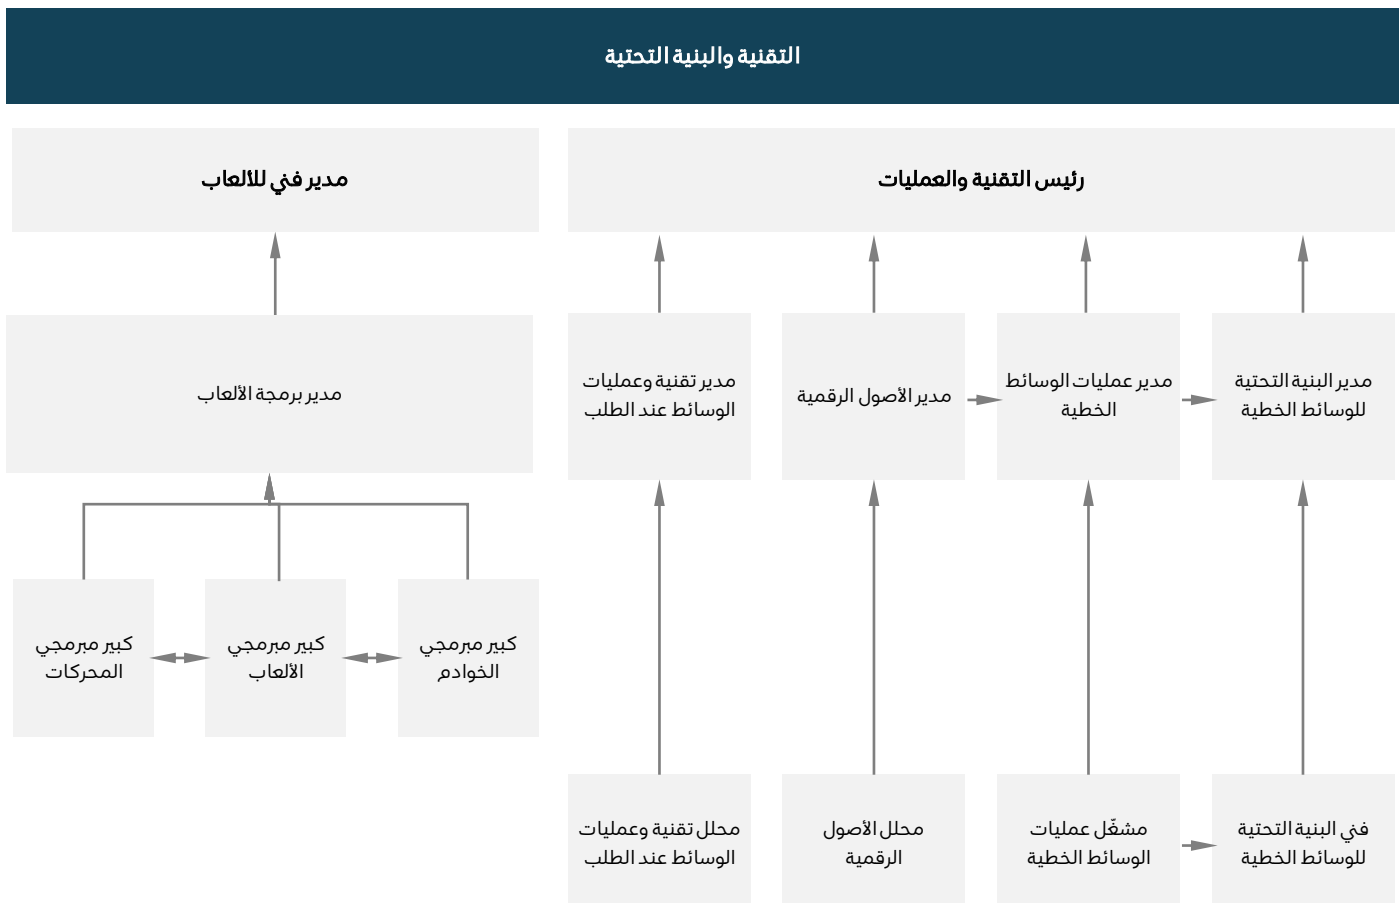 التقنية والبنية التحتية
رئيس التقنية والعمليات
مدير فني للألعاب
مدير البنية التحتية
للوسائط الخطية
مدير عمليات الوسائط
الخطية
مدير الأصول الرقمية
مدير تقنية وعمليات
الوسائط عند الطلب
مدير برمجة الألعاب
كبير مبرمجي
الخوادم
كبير مبرمجي
الألعاب
كبير مبرمجي
المحركات
فني البنية التحتية
للوسائط الخطية
مشغّل عمليات
الوسائط الخطية
محلل الأصول
الرقمية
محلل تقنية وعمليات
الوسائط عند الطلب